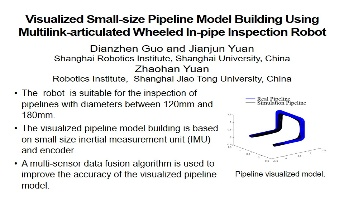 Visualized Small-size Pipeline Model Building Using
Multilink-articulated Wheeled In-pipe Inspection Robot
Dianzhen Guo and Jianjun Yuan
Shanghai Robotics Institute, Shanghai University, China
Zhaohan Yuan
Robotics Institute, Shanghai Jiao Tong University, China
• The robot is suitable for the inspection of
pipelines with diameters between 120mm and
180mm.
• The visualized pipeline model building is based
on small size inertial measurement unit (IMU)
and encoder
• A multi-sensor data fusion algorithm is used to
improve the accuracy of the visualized pipeline
model.
Real Pipeline
Simulation Pipeline
Pipeline visualized model.